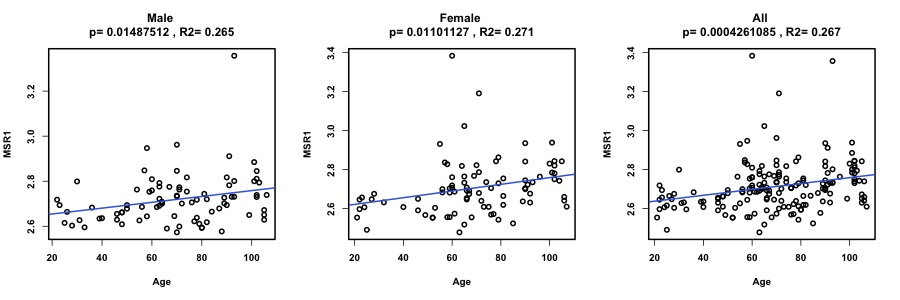 Male
p= 0.01487512 , R2= 0.265
MSR1
2.6
2.8
3.0
3.2
20
40
60
80
100
Age
Female
p= 0.01101127 , R2= 0.271
MSR1
2.6
2.8
3.0
3.2
3.4
20
40
60
80
100
Age
All
p= 0.0004261085 , R2= 0.267
MSR1
2.6
2.8
3.0
3.2
3.4
20
40
60
80
100
Age